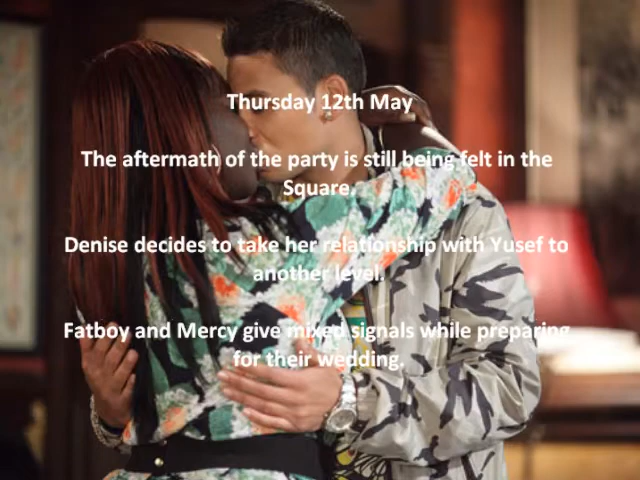 Thursday 12th May
The aftermath of the party is still being felt in the
Square.
Denise decides to take her relationship with Yusef to
another level.
Fatboy and Mercy give mixed signals while preparing
for their wedding.